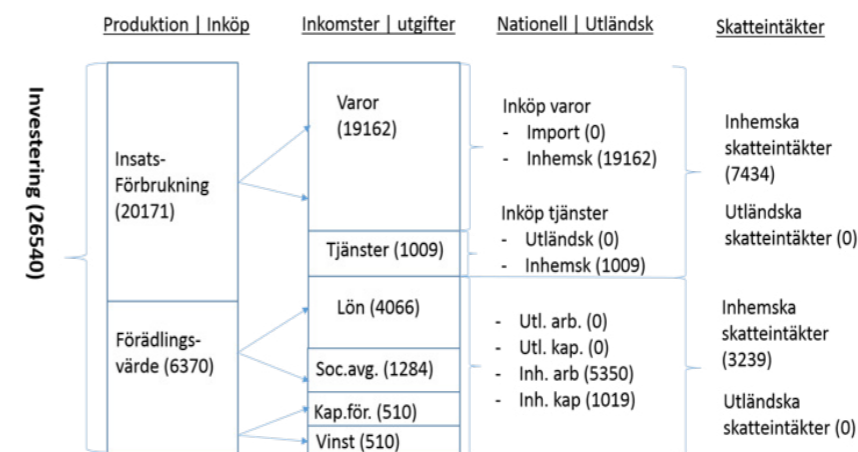 Produktion | Inköp
Inkomster | utgifter
Nationell | Utländsk
Skatteintäkter
Investering (26540)
Insats-
Förbrukning
(20171)
Förädlings-
värde (6370)
Varor
(19162)
Tjänster (1009)
Lön (4066)
Soc.avg. (1284)
Kap.för. (510)
Vinst (510)
Inköp varor
- Import (0)
- Inhemsk (19162)
Inköp tjänster
- Utländsk (0)
- Inhemsk (1009)
- Utl. arb. (0)
- Utl. kap. (0)
- Inh. arb (5350)
- Inh. kap (1019)
Inhemska
skatteintäkter
(7434)
Utländska
skatteintäkter (0)
Inhemska
skatteintäkter
(3239)
Utländska
skatteintäkter (0)